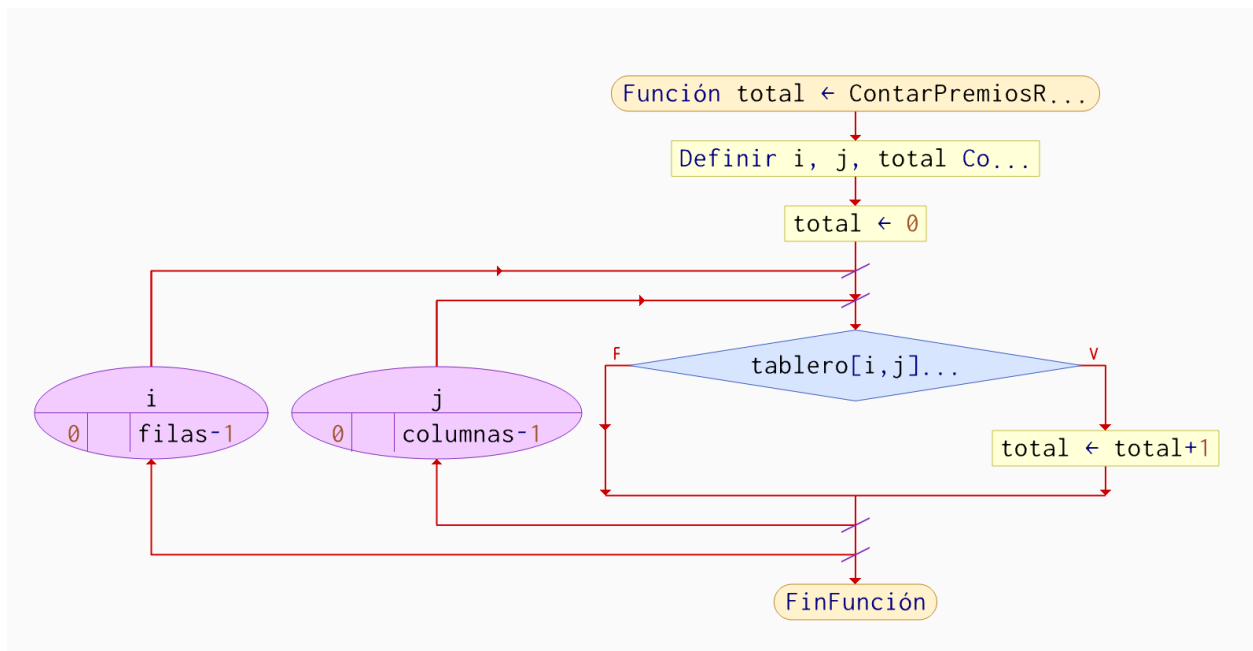 Función total ← ContarPremiosR...
Definir i, j, total Co...
total ← 0
F
V
tablero[i,j]...
i
0 filas-1
j
0 columnas-1
total ← total+1
FinFunción